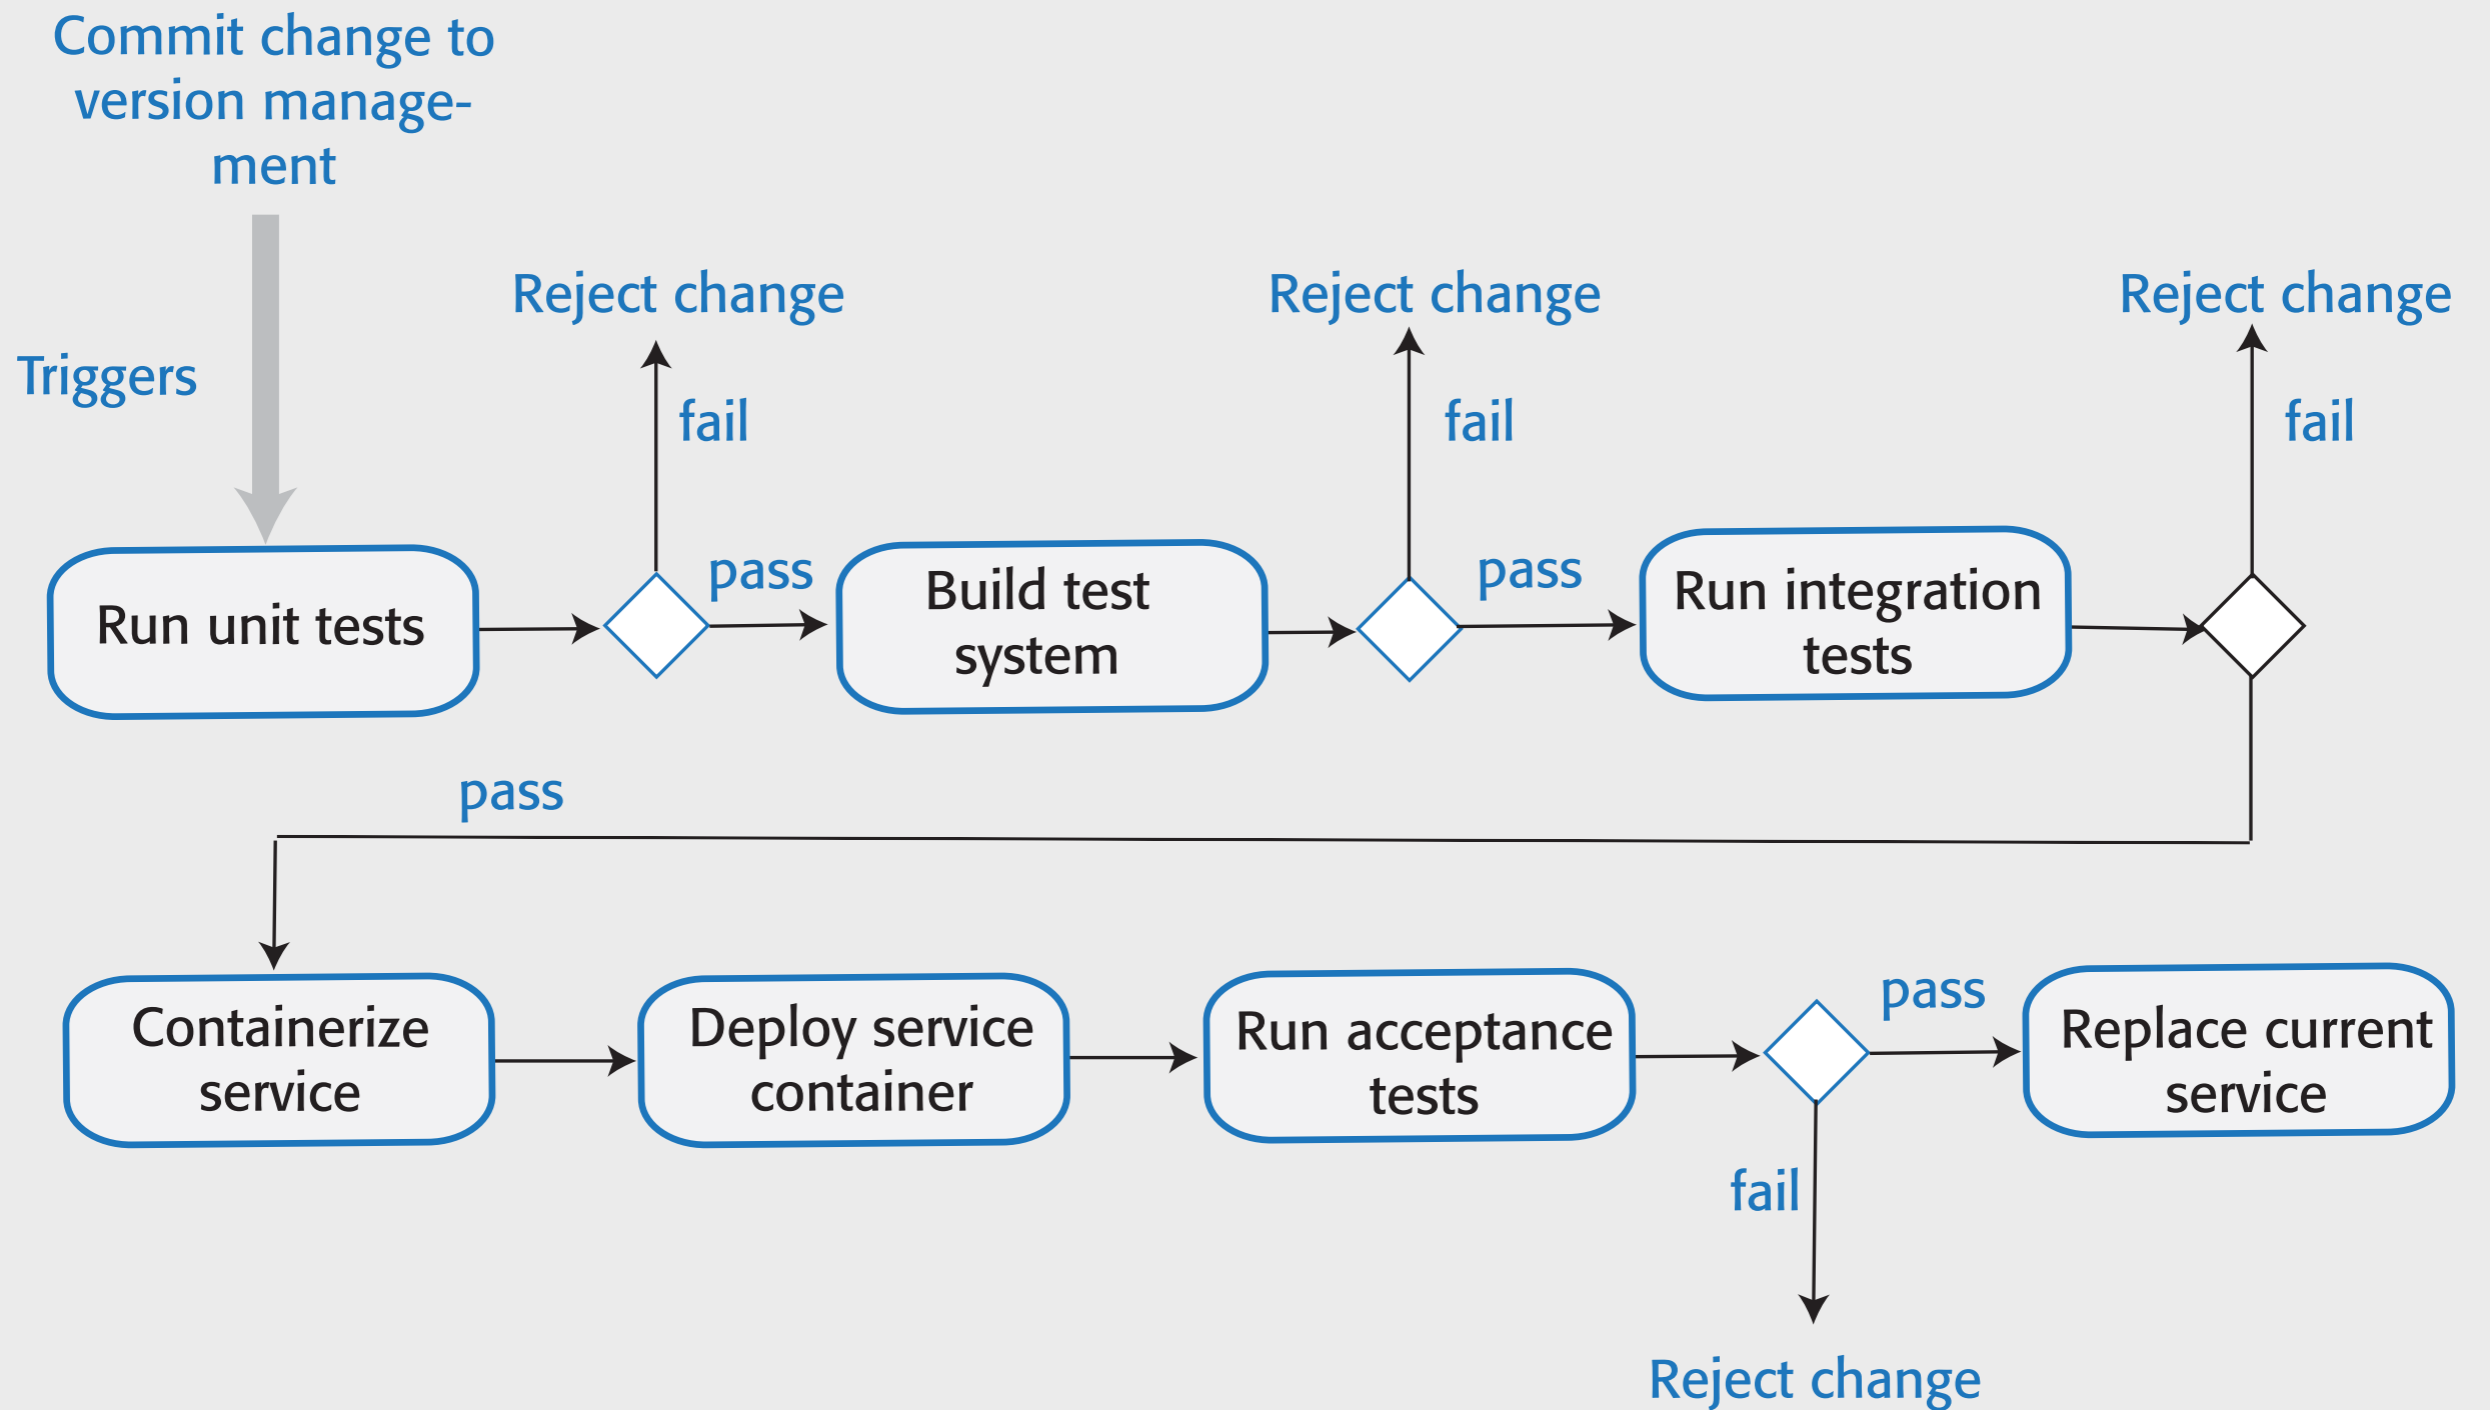 Commit change to
version manage-
ment
Triggers
Reject change
Reject change
Reject change
fail
fail
fail
Run unit tests
pass
Build test
system
pass
Run integration
tests
pass
Containerize
service
Deploy service
container
Run acceptance
tests
pass
Replace current
service
fail
Reject change